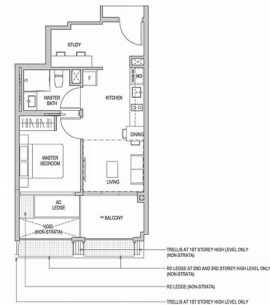 STUDY
F
WD
MASTER
BATH
KITCHEN
DINING
MASTER
BEDROOM
LIVING
AC
LEDGE
BALCONY
VOID
(NON-STRATA)
TRELLIS AT 1ST STOREY HIGH LEVEL ONLY
(NON-STRATA)
RC LEDGE AT 2ND AND 3RD STOREY HIGH LEVEL ONLY
(NON-STRATA)
RC LEDGE (NON-STRATA)
TRELLIS AT 1ST STOREY HIGH LEVEL ONLY